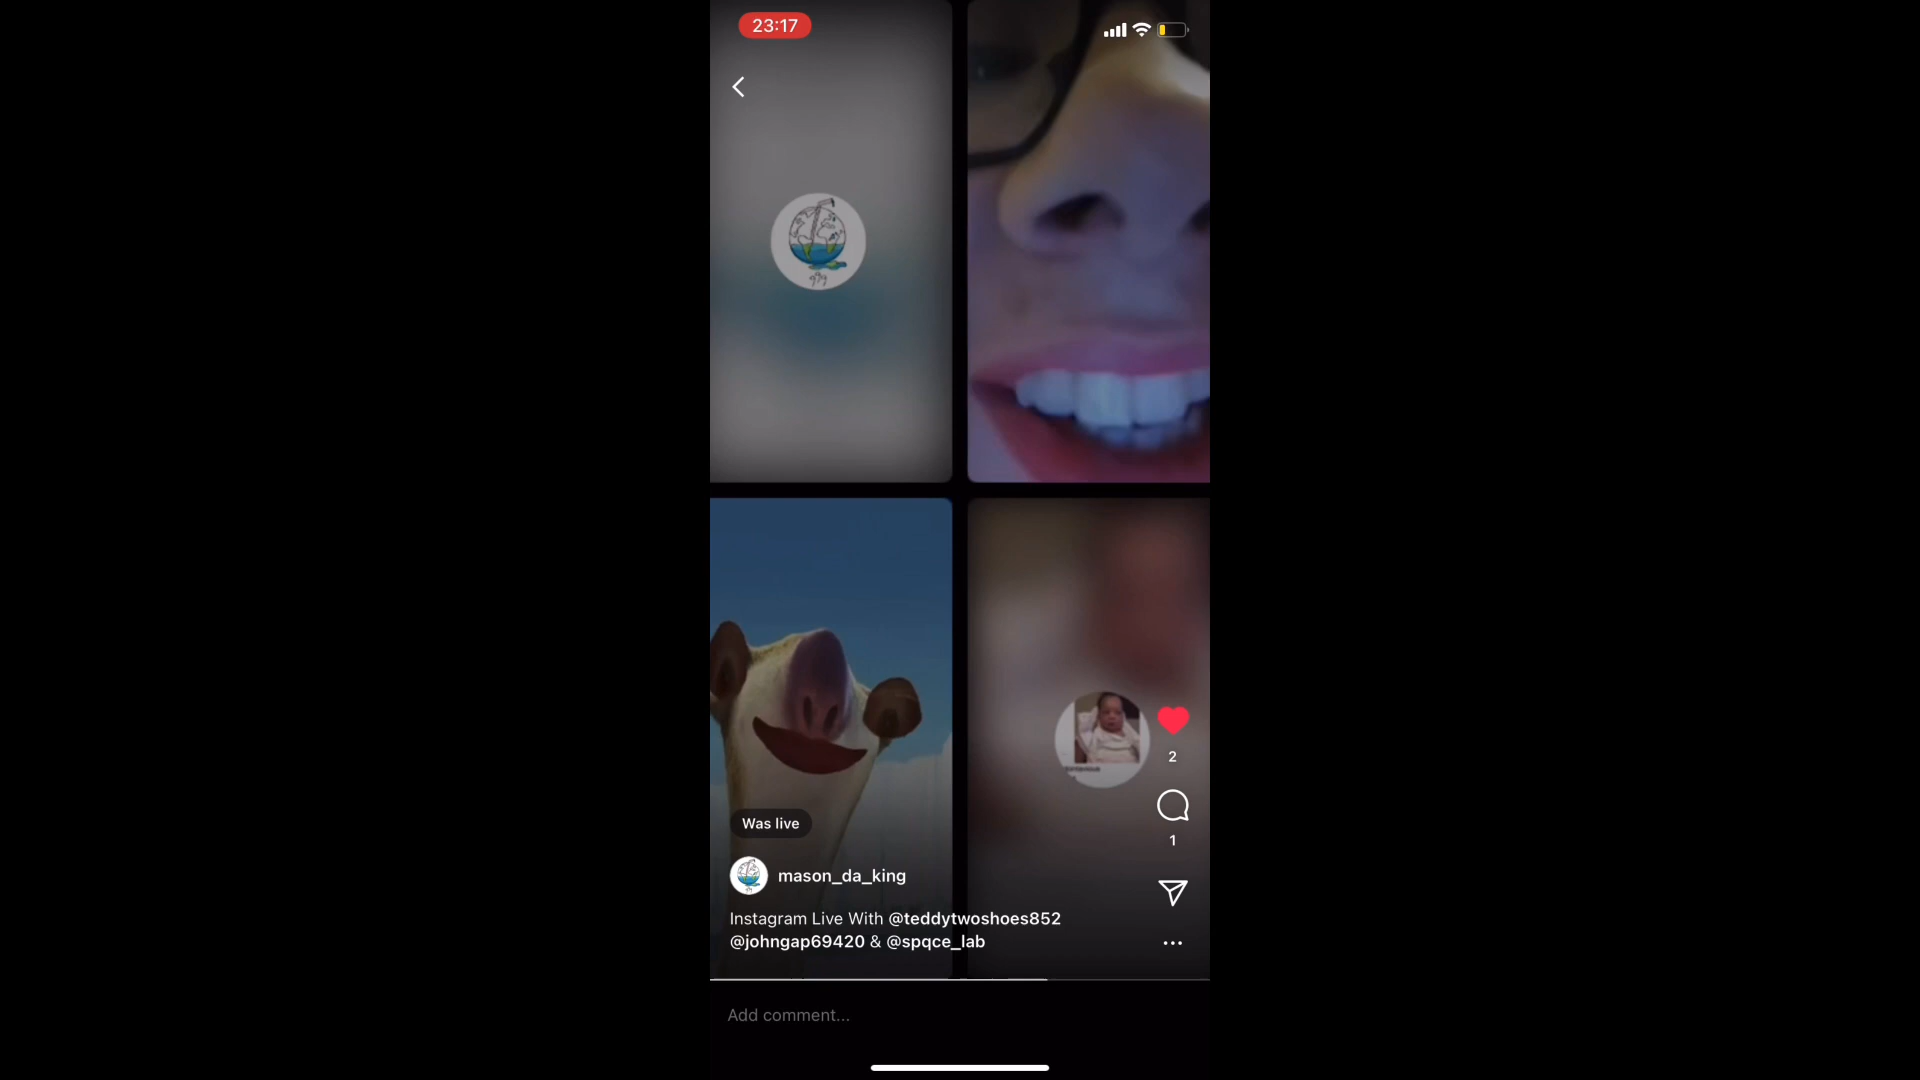 23:17
Was live
mason_da_king
Instagram Live With @teddytwoshoes852
@johngap69420 & @spqce_lab
2
1
Add comment...